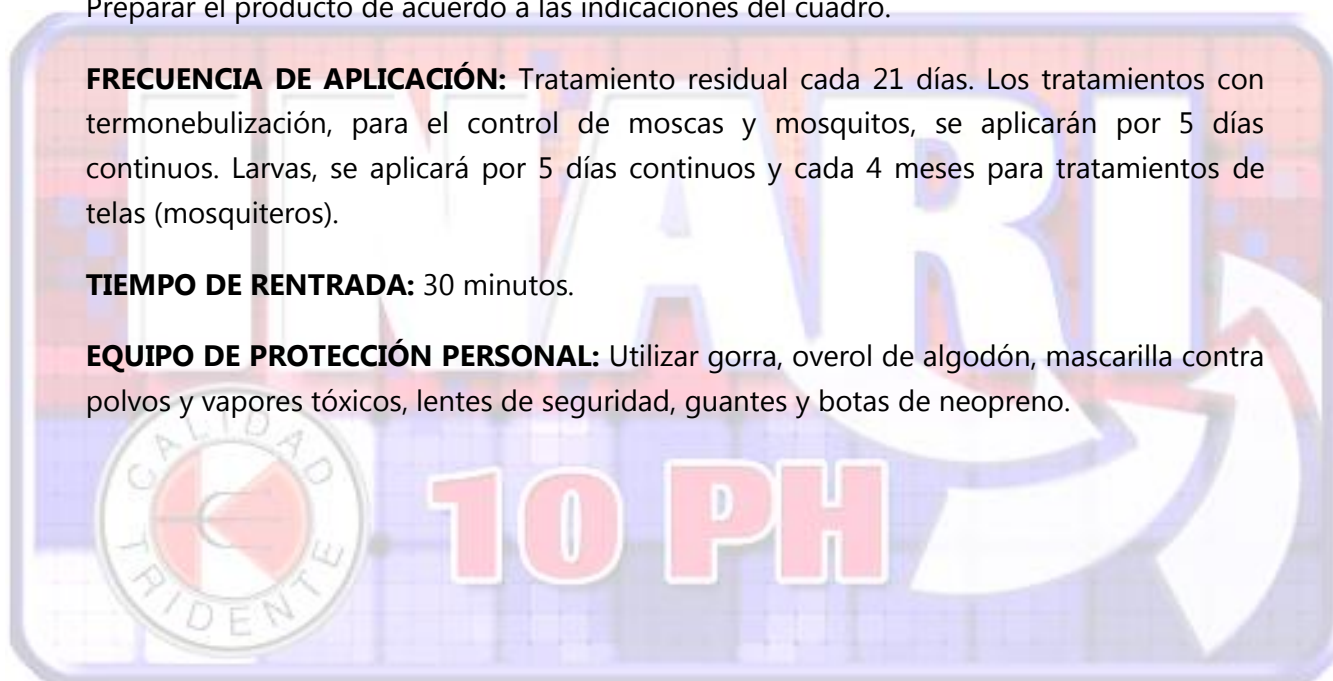 Preparar el producto de acuerdo a las indicaciones del cuadro.
FRECUENCIA DE APLICACIÓN: Tratamiento residual cada 21 días. Los tratamientos con
termonebulización, para el control de moscas y mosquitos, se aplicarán por 5 días
continuos. Larvas, se aplicará por 5 días continuos y cada 4 meses para tratamientos de
telas (mosquiteros).
TIEMPO DE RENTRADA: 30 minutos.
EQUIPO DE PROTECCIÓN PERSONAL: Utilizar gorra, overol de algodón, mascarilla contra
polvos y vapores tóxicos, lentes de seguridad, guantes y botas de neopreno.
INARI
10 PH
CALIDAD
TRIDENTE